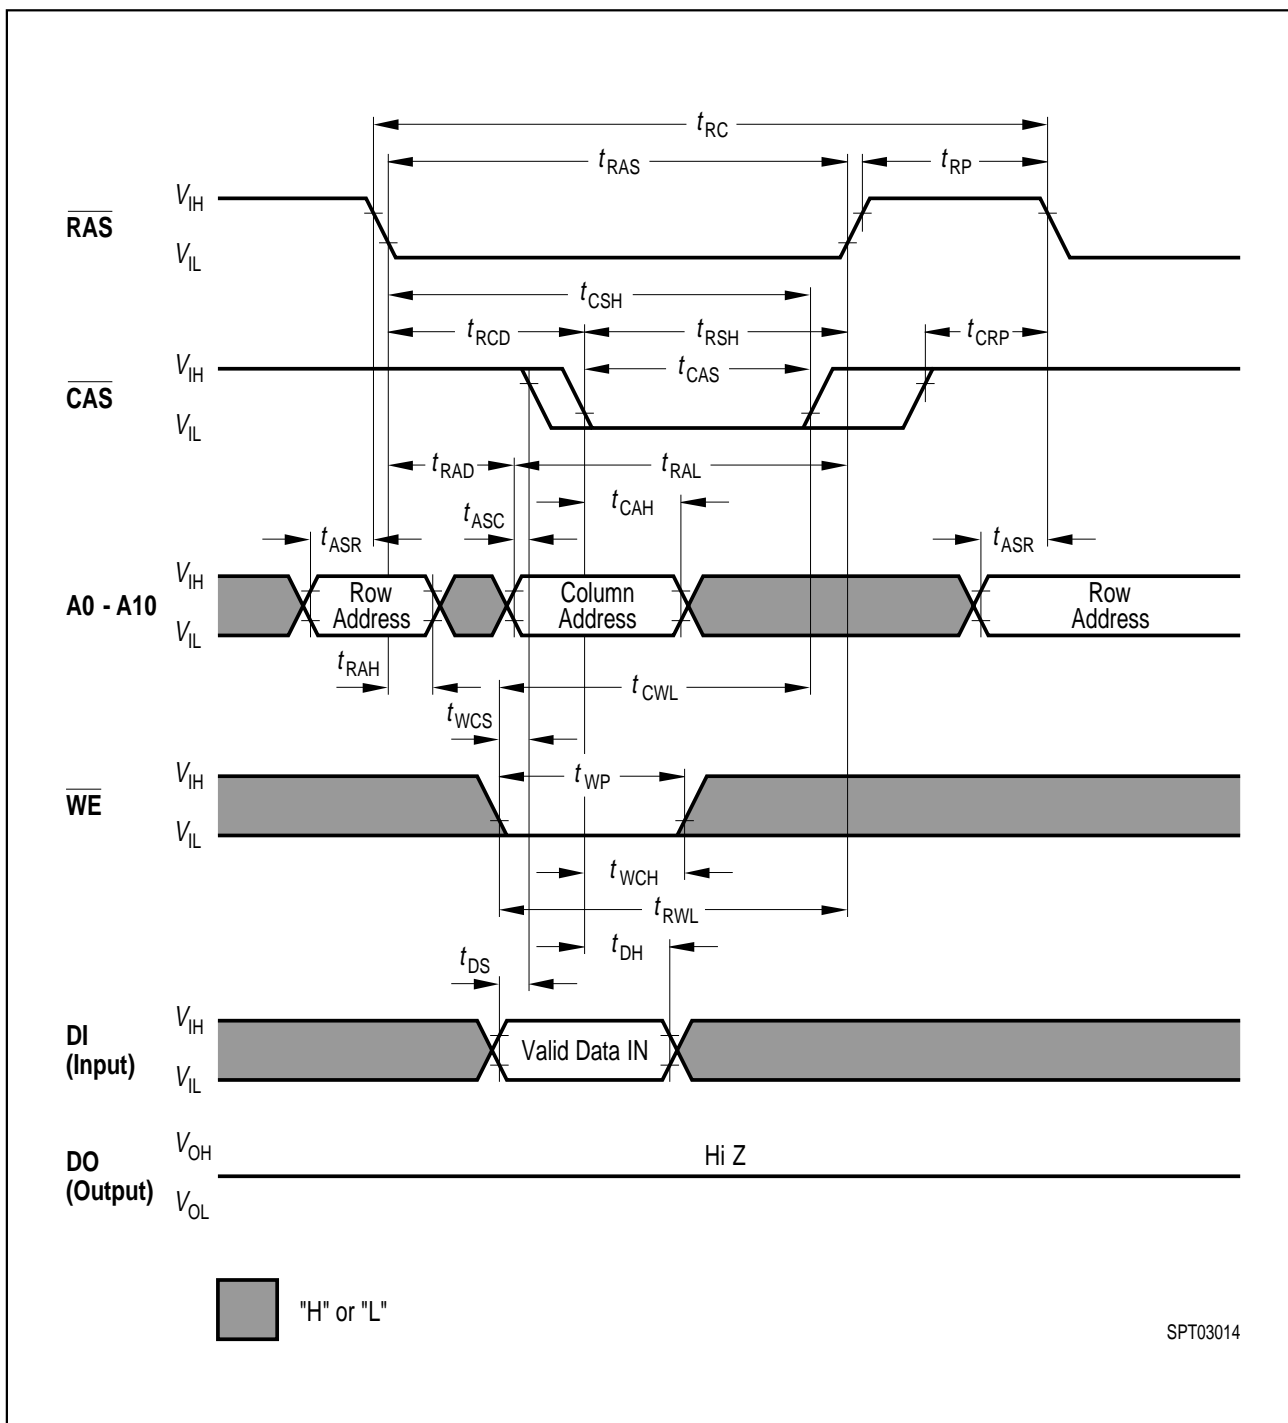 tRC
tRAS
tRP
VIH
RAS
VIL
tCSH
tRCD
tRSH
tCRP
VIH
CAS
tCAS
VIL
tRAD
tRAL
tASC
tCAH
tASR
tASR
VIH
A0 - A10
Row
Address
Column
Address
Row
Address
VIL
tRAH
tCWL
tWCS
VIH
WE
tWP
VIL
tWCH
tRWL
tDH
tDS
VIH
DI
(Input)
Valid Data IN
VIL
VOH
DO
(Output)
Hi Z
VOL
"H" or "L"
SPT03014